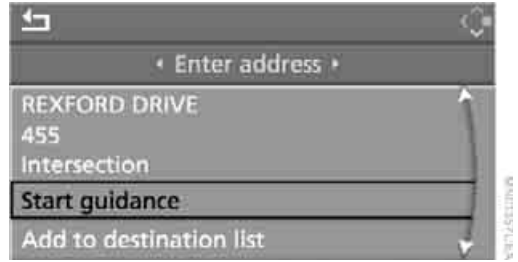 Enter address
REXFORD DRIVE
455
Intersection
Start guidance
Add to destination list